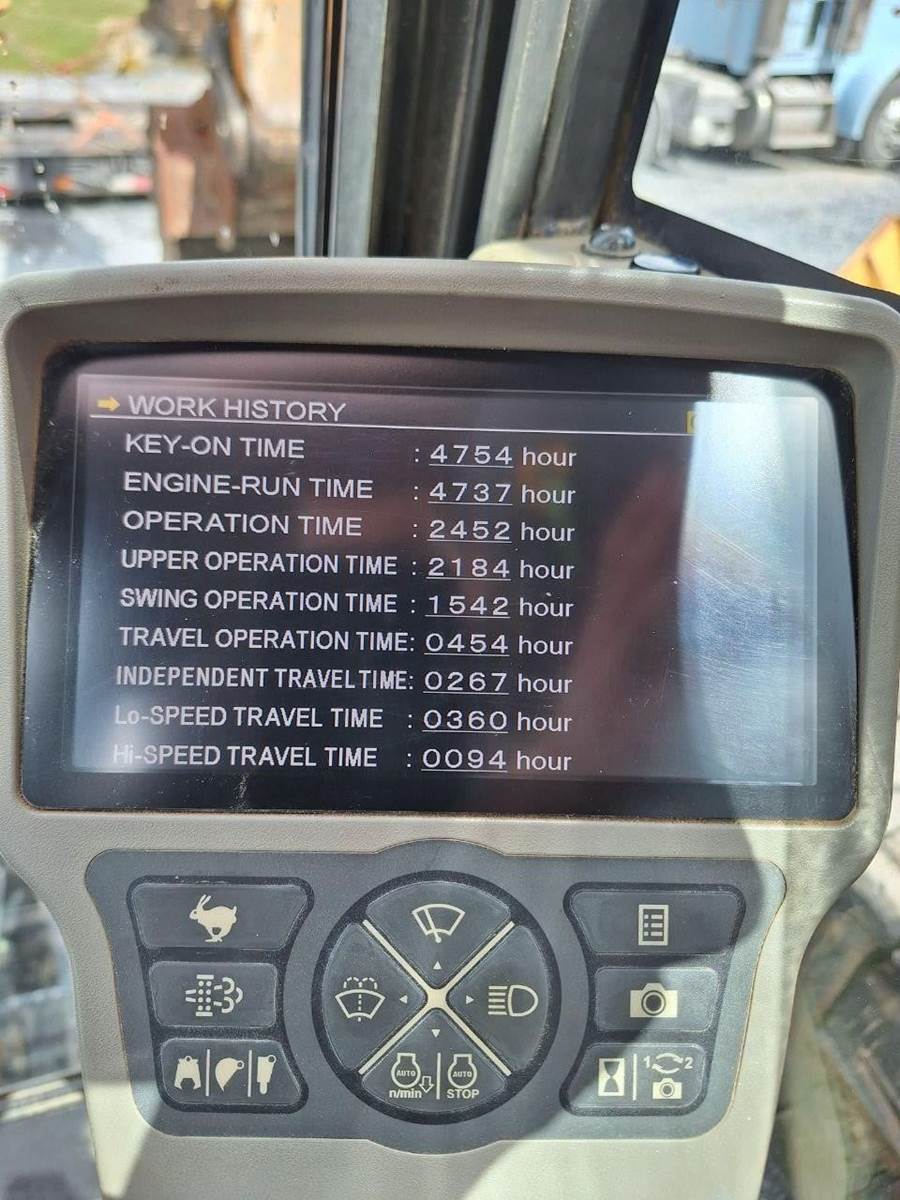 WORK HISTORY
KEY-ON TIME : 4754 hour
ENGINE-RUN TIME : 4737 hour
OPERATION TIME : 2452 hour
UPPER OPERATION TIME : 2184 hour
SWING OPERATION TIME : 1542 hour
TRAVEL OPERATION TIME: 0454 hour
INDEPENDENT TRAVEL TIME: 0267 hour
Lo-SPEED TRAVEL TIME : 0360 hour
Hi-SPEED TRAVEL TIME : 0094 hour
AUTO AUTO 1 2
n/min STOP